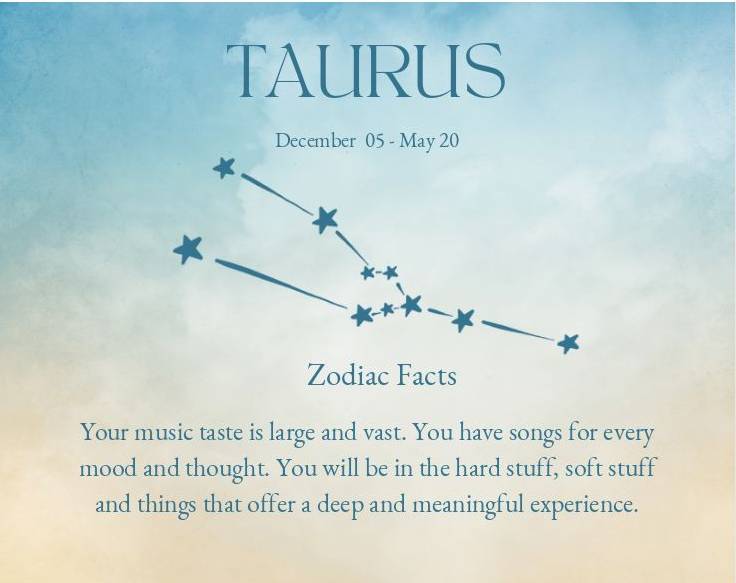 TAURUS
December 05 - May 20
Zodiac Facts
Your music taste is large and vast. You have songs for every
mood and thought. You will be in the hard stuff, soft stuff
and things that offer a deep and meaningful experience.